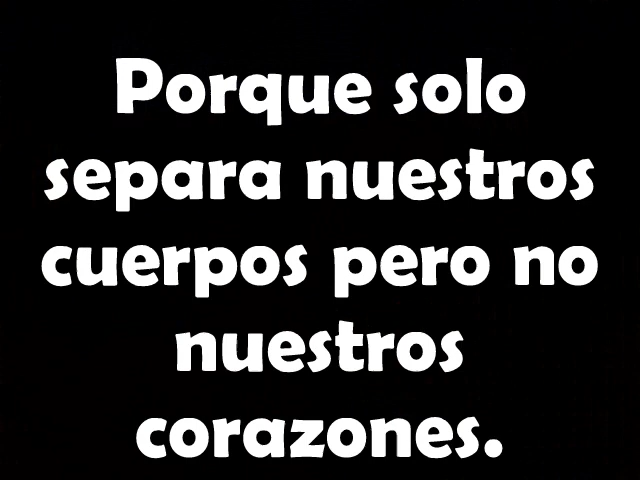 Porque solo
separa nuestros
cuerpos pero no
nuestros
corazones.